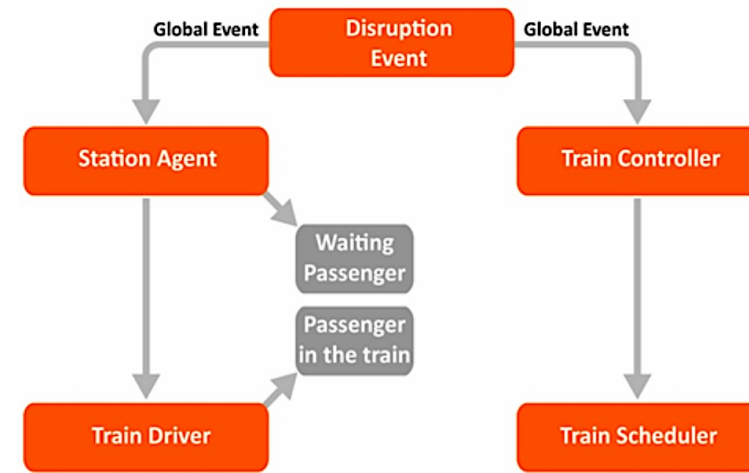 Global Event
Disruption
Event
Global Event
Station Agent
Train Controller
Waiting
Passenger
Passenger
in the train
Train Driver
Train Scheduler